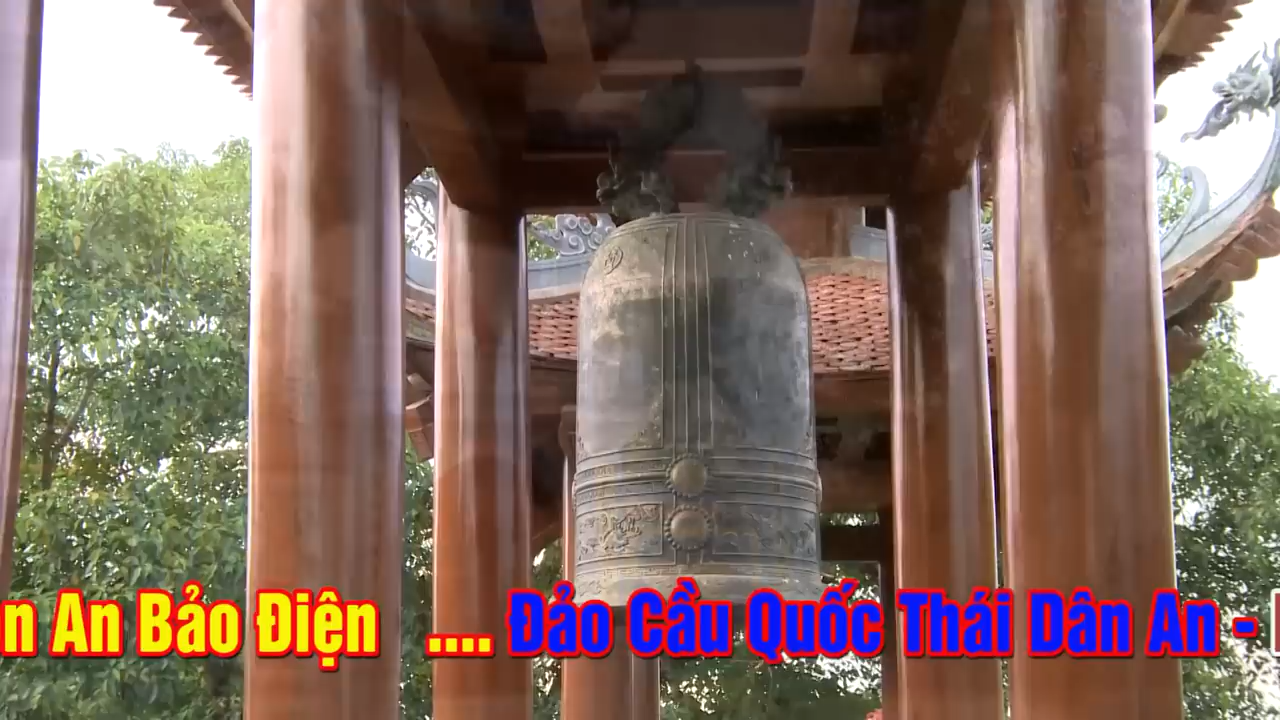 n An Bảo Điện .... Đảo Cầu Quốc Thái Dân An -